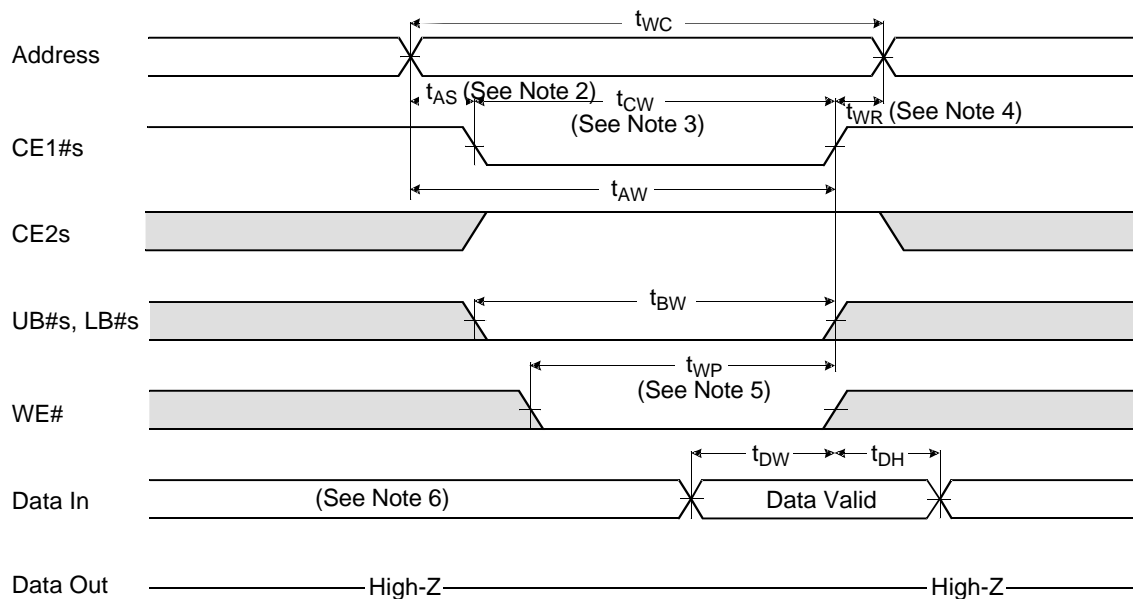 tWC
Address
tAS (See Note 2)
tCW
(See Note 3)
tWR (See Note 4)
CE1#s
tAW
CE2s
tBW
UB#s, LB#s
tWP
(See Note 5)
WE#
tDW
tDH
Data In
(See Note 6)
Data Valid
Data Out
High-Z
High-Z